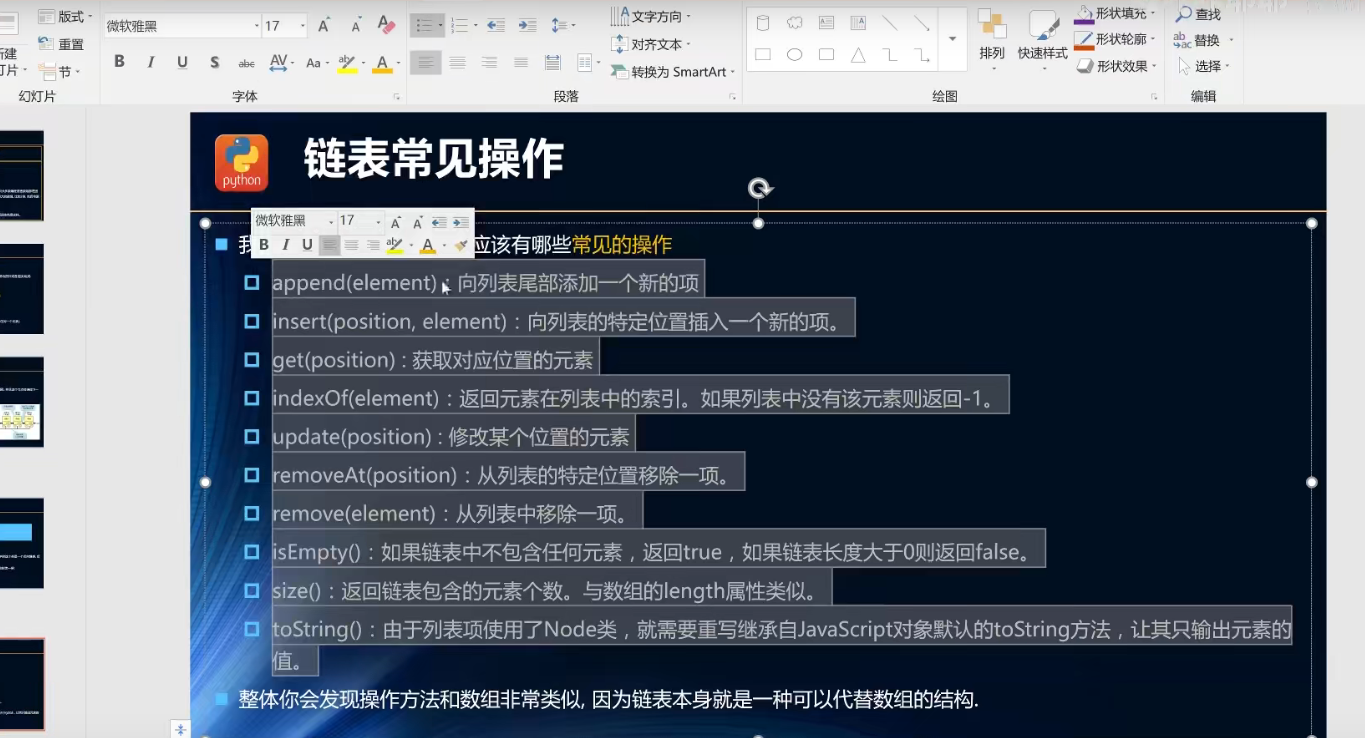 版式
微软雅黑
17
文字方向
形状填充
查找
重置
对齐文本
形状轮廓
替换
节
B I U S abc AV Aa A
转换为 SmartArt
排列
快速样式
形状效果
选择
幻灯片
字体
段落
绘图
编辑
python
链表常见操作
微软雅黑
17
B I U
应该有哪些常见的操作
append(element)：向列表尾部添加一个新的项
insert(position, element)：向列表的特定位置插入一个新的项。
get(position)：获取对应位置的元素
indexOf(element)：返回元素在列表中的索引。如果列表中没有该元素则返回-1。
update(position)：修改某个位置的元素
removeAt(position)：从列表的特定位置移除一项。
remove(element)：从列表中移除一项。
isEmpty()：如果链表中不包含任何元素，返回true，如果链表长度大于0则返回false。
size()：返回链表包含的元素个数。与数组的length属性类似。
toString()：由于列表项使用了Node类，就需要重写继承自JavaScript对象默认的toString方法，让其只输出元素的
值。
整体你会发现操作方法和数组非常类似, 因为链表本身就是一种可以代替数组的结构.